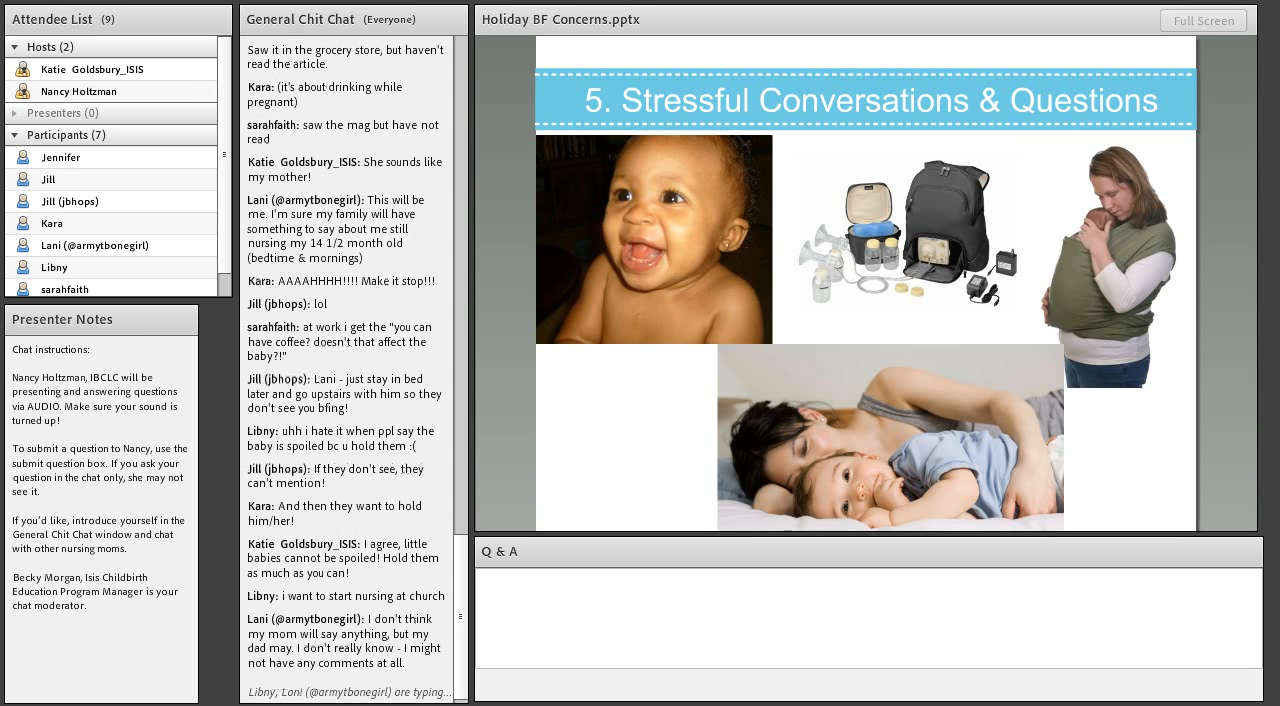 Attendee List (9)
Hosts (2)
Katie Goldsbury_ISIS
Nancy Holtzman
Presenters (0)
Participants (7)
Jennifer
Jill
Jill (jbhops)
Kara
Lani (@armytbonegirl)
Libny
sarahfaith
Presenter Notes
Chat instructions:
Nancy Holtzman, IBCLC will be
presenting and answering questions
via AUDIO. Make sure your sound is
turned up!
To submit a question to Nancy, use the
submit question box. If you ask your
question in the chat only, she may not
see it.
If you'd like, introduce yourself in the
General Chit Chat window and chat
with other nursing moms.
Becky Morgan, Isis Childbirth
Education Program Manager is your
chat moderator.
General Chit Chat (Everyone)
Saw it in the grocery store, but haven't
read the article.
Kara: (it's about drinking while
pregnant)
sarahfaith: saw the mag but have not
read
Katie Goldsbury_ISIS: She sounds like
my mother!
Lani (@armytbonegirl): This will be
me. I'm sure my family will have
something to say about me still
nursing my 14 1/2 month old
(bedtime & mornings)
Kara: AAAAHHHH!!!! Make it stop!!!
Jill (jbhops): lol
sarahfaith: at work i get the "you can
have coffee? doesn't that affect the
baby?!"
Jill (jbhops): Lani - just stay in bed
later and go upstairs with him so they
don't see you bfing!
Libny: uhh i hate it when ppl say the
baby is spoiled bc u hold them :(
Jill (jbhops): If they don't see, they
can't mention!
Kara: And then they want to hold
him/her!
Katie Goldsbury_ISIS: I agree, little
babies cannot be spoiled! Hold them
as much as you can!
Libny: i want to start nursing at church
Lani (@armytbonegirl): I don't think
my mom will say anything, but my
dad may. I don't really know - I might
not have any comments at all.
Libny, Lani (@armytbonegirl) are typing...
Holiday BF Concerns.pptx
Full Screen
5. Stressful Conversations & Questions
Q & A